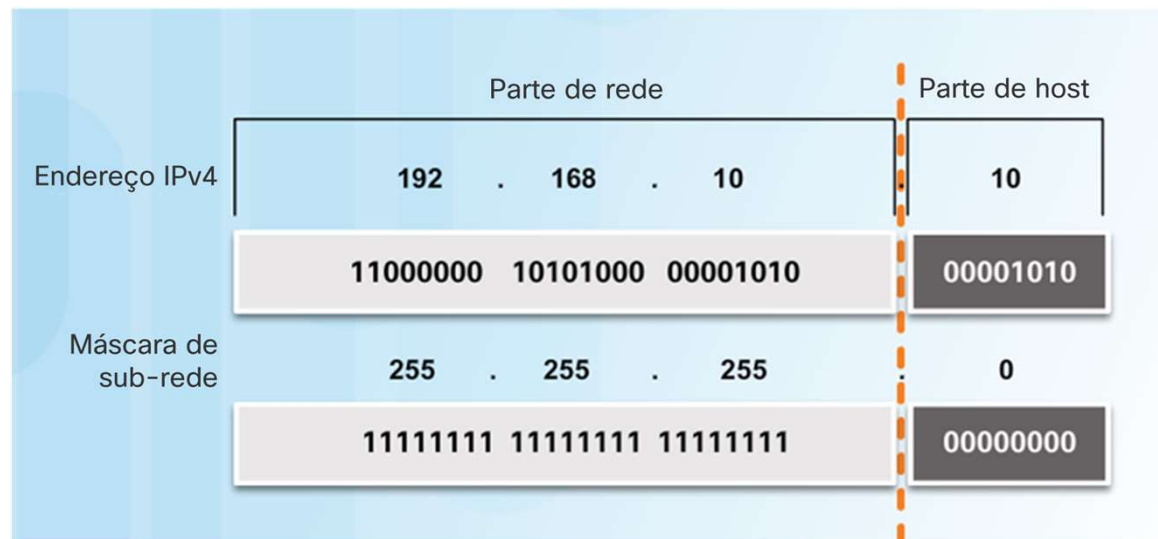 Parte de rede Parte de host
Endereço IPv4 192 . 168 . 10 . 10
11000000 10101000 00001010 00001010
Máscara de
sub-rede 255 . 255 . 255 . 0
11111111 11111111 11111111 00000000